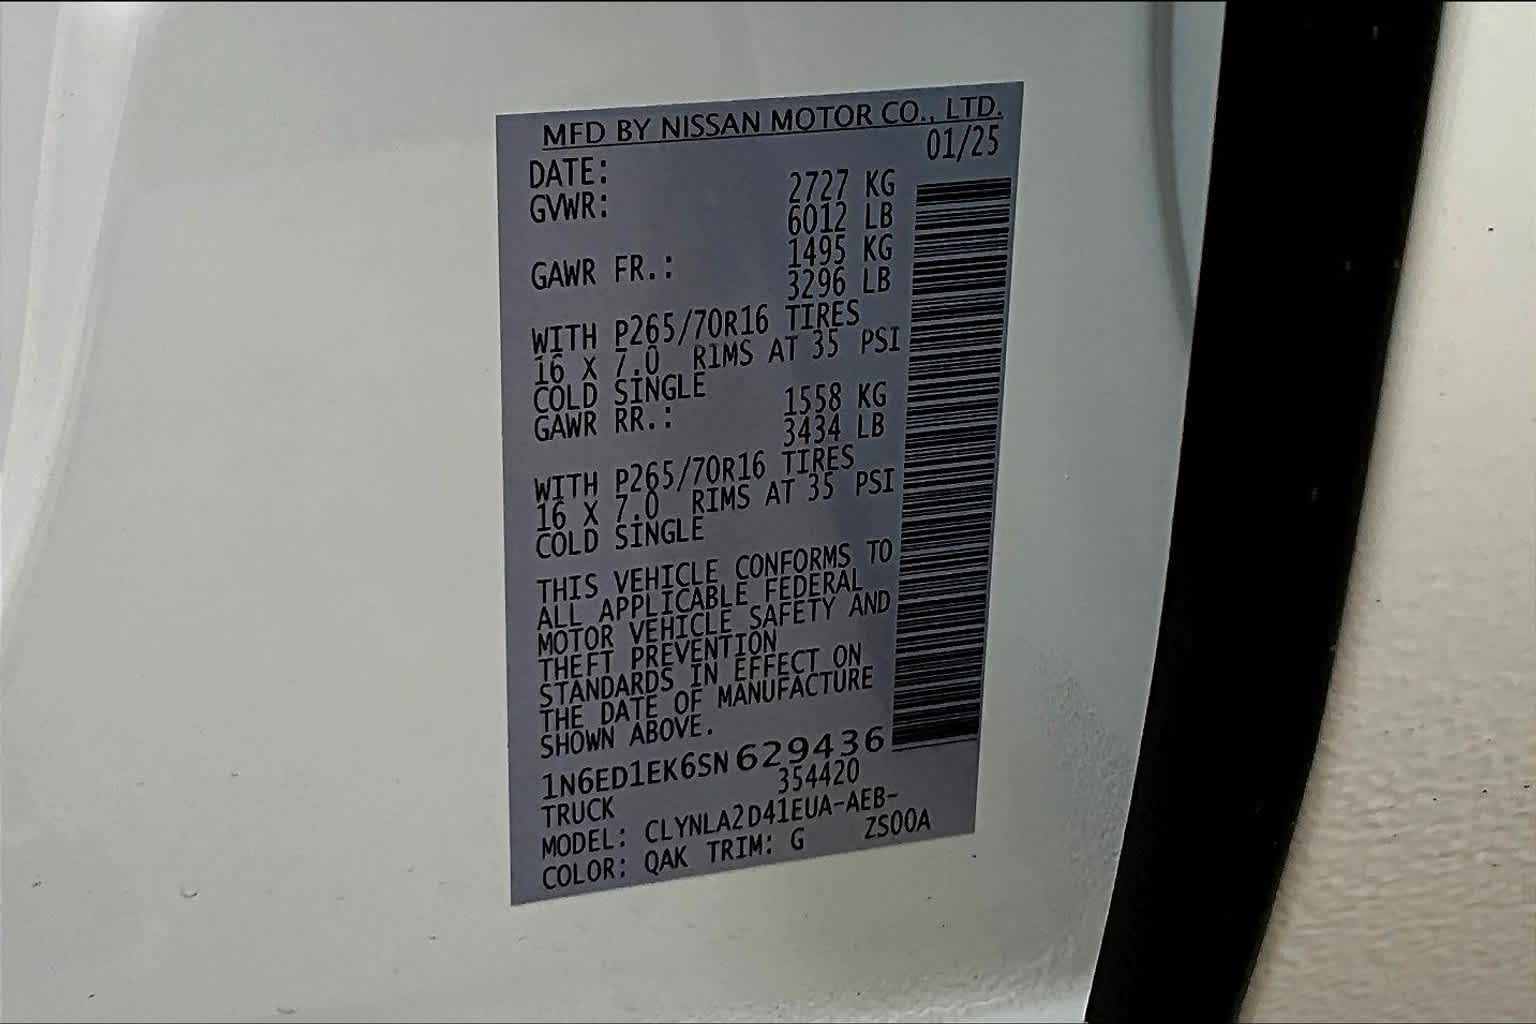 MFD BY NISSAN MOTOR CO., LTD.
DATE: 01/25
GVWR: 2727 KG
6012 LB
GAWR FR.: 1495 KG
3296 LB
WITH P265/70R16 TIRES
16 X 7.0 RIMS AT 35 PSI
COLD SINGLE
GAWR RR.: 1558 KG
3434 LB
WITH P265/70R16 TIRES
16 X 7.0 RIMS AT 35 PSI
COLD SINGLE
THIS VEHICLE CONFORMS TO
ALL APPLICABLE FEDERAL
MOTOR VEHICLE SAFETY AND
THEFT PREVENTION
STANDARDS IN EFFECT ON
THE DATE OF MANUFACTURE
SHOWN ABOVE.
1N6ED1EK6SN629436
TRUCK 354420
MODEL: CLYNLA2D41EUA-AEB-
COLOR: QAK TRIM: G ZS00A